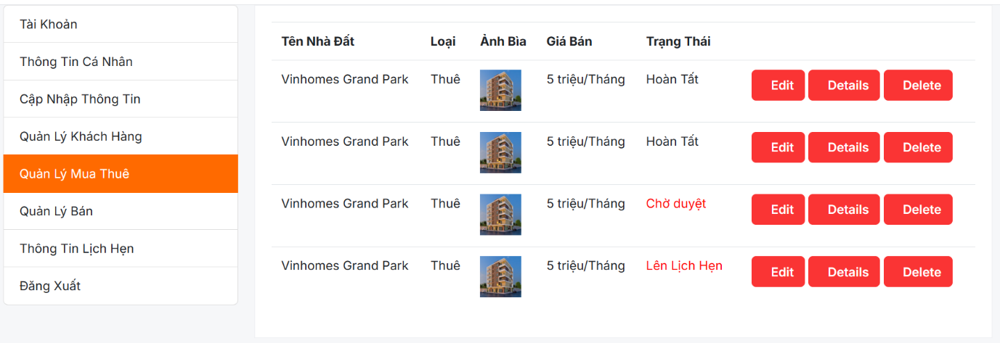 Tài Khoản
Thông Tin Cá Nhân
Cập Nhập Thông Tin
Quản Lý Khách Hàng
Quản Lý Mua Thuê
Quản Lý Bán
Thông Tin Lịch Hẹn
Đăng Xuất
Tên Nhà Đất Loại Ảnh Bìa Giá Bán Trạng Thái
Vinhomes Grand Park Thuê 5 triệu/Tháng Hoàn Tất Edit Details Delete
Vinhomes Grand Park Thuê 5 triệu/Tháng Hoàn Tất Edit Details Delete
Vinhomes Grand Park Thuê 5 triệu/Tháng Chờ duyệt Edit Details Delete
Vinhomes Grand Park Thuê 5 triệu/Tháng Lên Lịch Hẹn Edit Details Delete